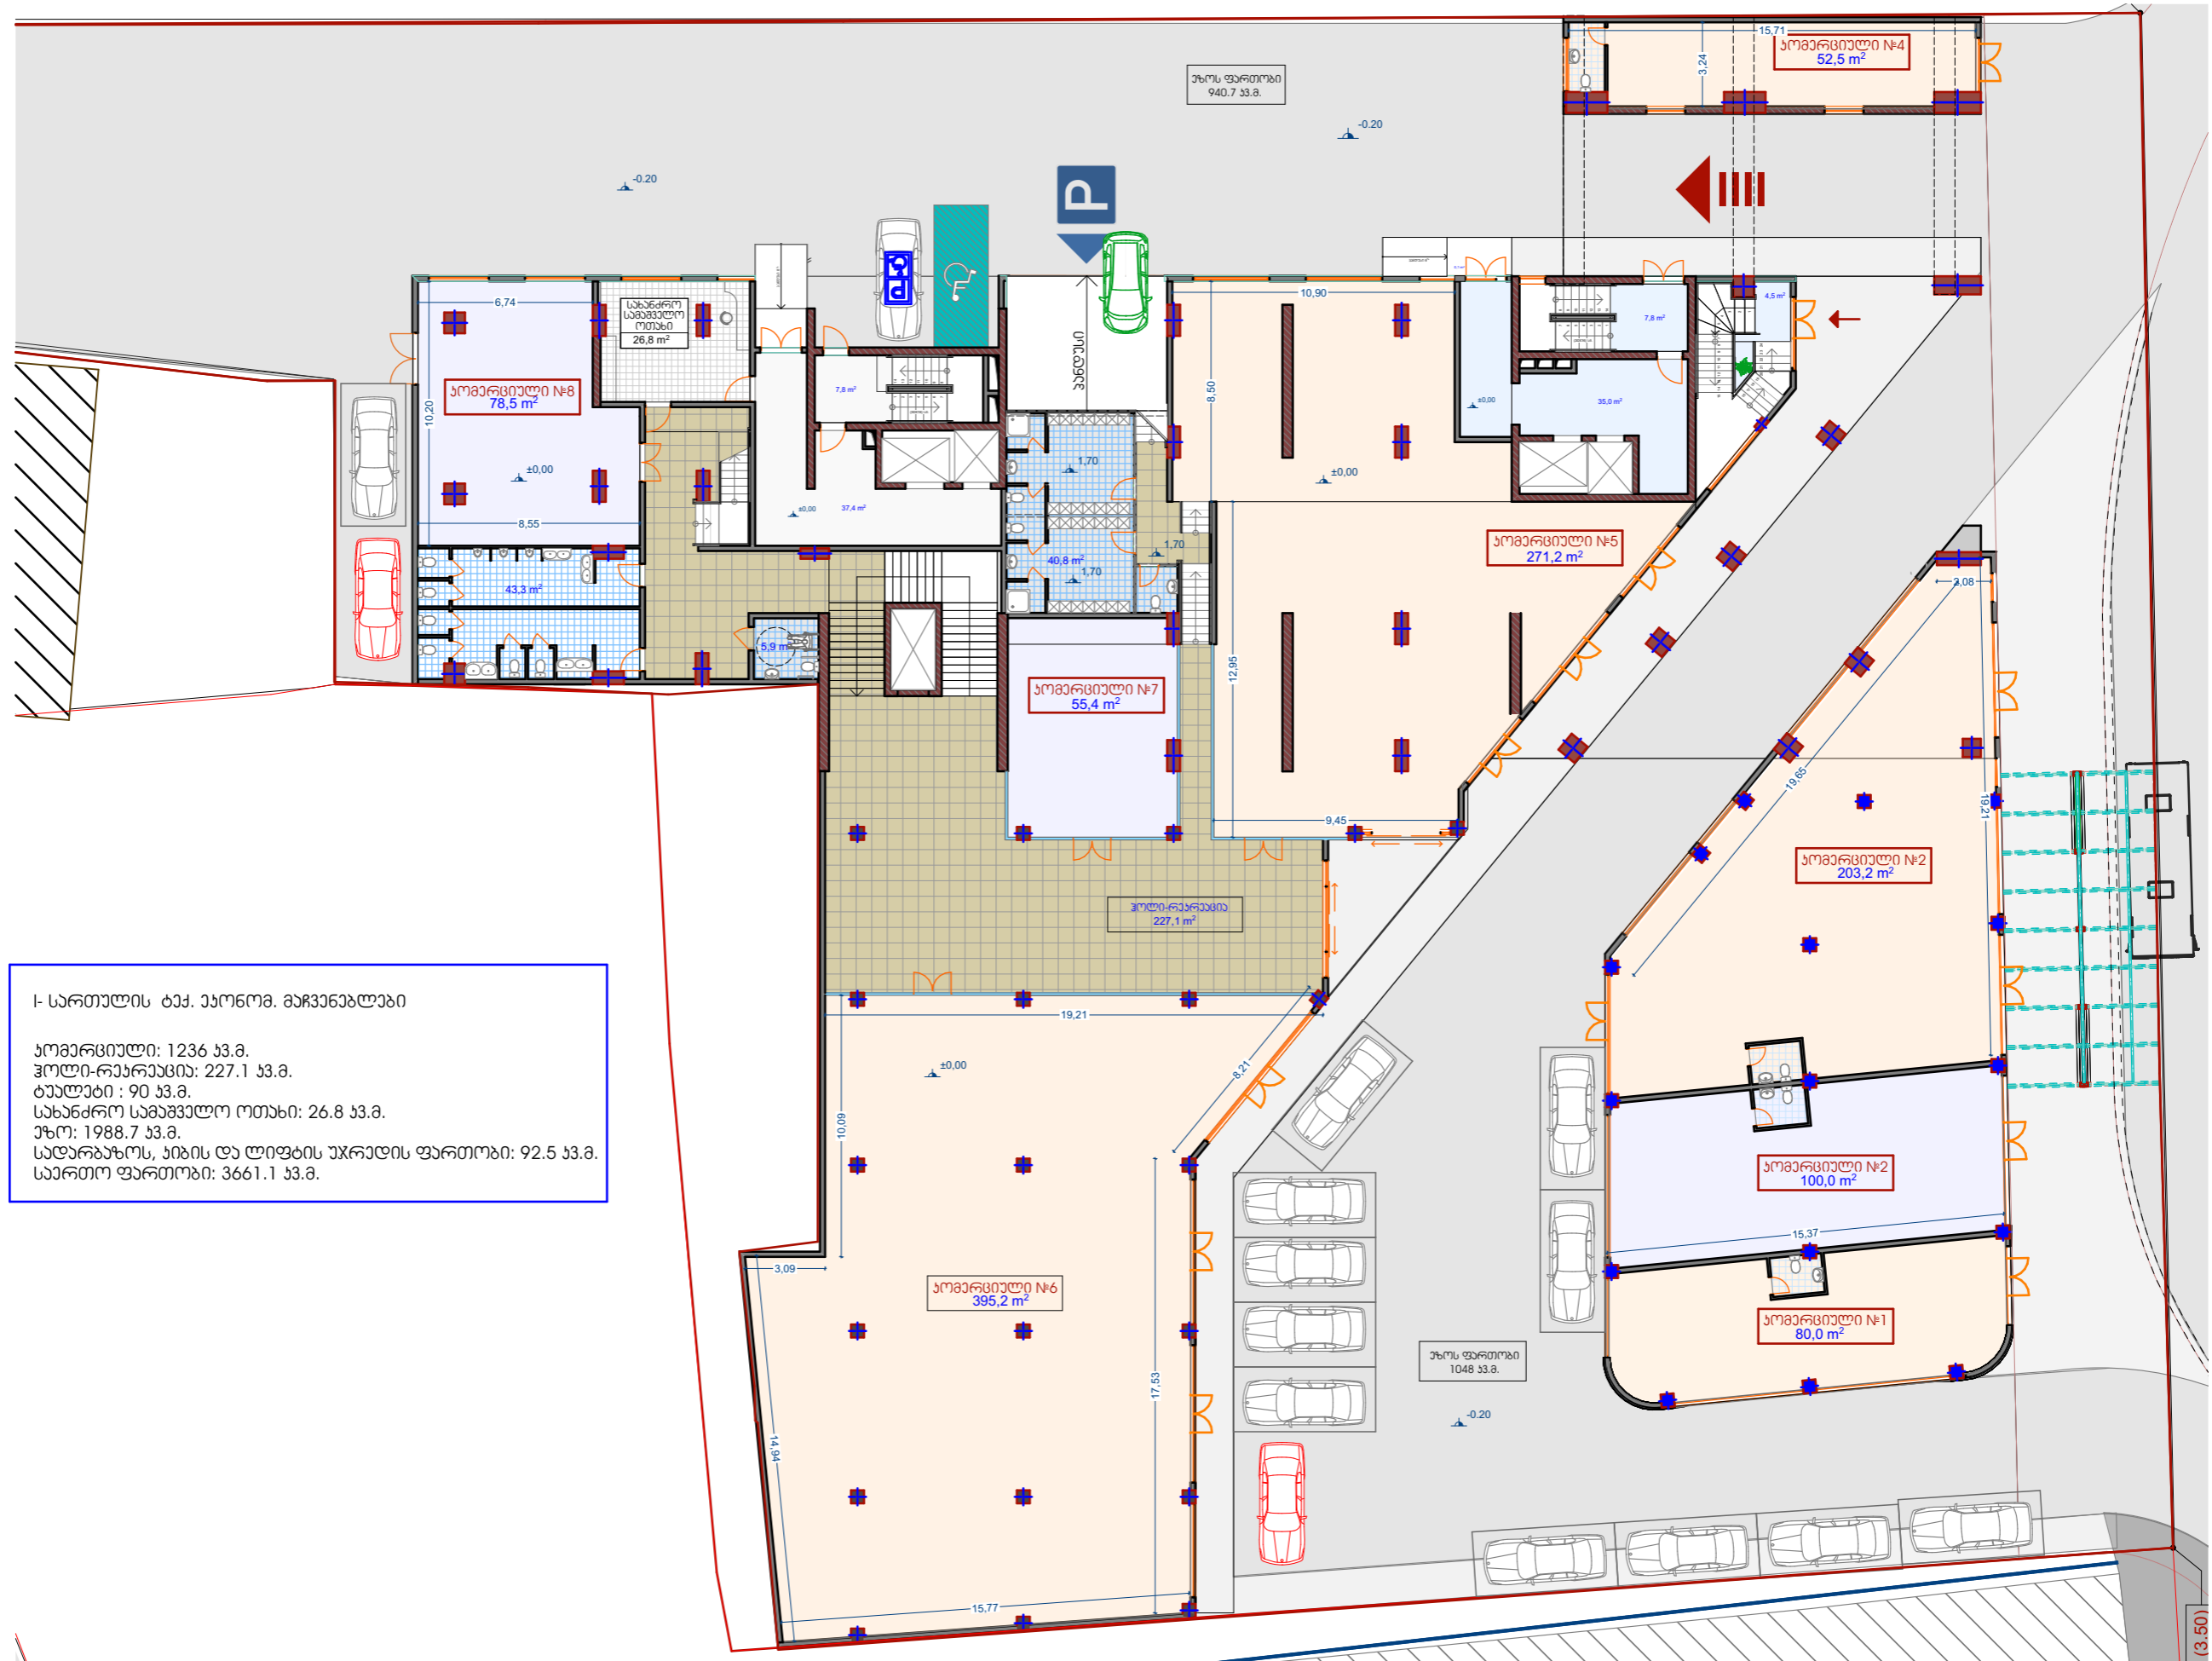 15,71
კომერციული №4
52,5 m²
3,24
ეზოს ფართობი
940.7 კვ.მ.
-0.20
-0.20
P
6,74
სახანძრო
სამაშველო
ოთახი
26,8 m²
პანდუსი
10,90
7,8 m²
4,5 m²
კომერციული №8
78,5 m²
10,20
7,8 m²
8,50
±0,00
35,0 m²
±0,00
1,70
±0,00
8,55
±0,00
37,4 m²
კომერციული №5
271,2 m²
1,70
40,8 m²
1,70
43,3 m²
3,08
5,9 m
12,95
კომერციული №7
55,4 m²
19,65
19,21
9,45
კომერციული №2
203,2 m²
ჰოლი-რეკრეაცია
227,1 m²
I- სართულის ტექ. ეკონომ. მაჩვენებლები
კომერციული: 1236 კვ.მ.
ჰოლი-რეკრეაცია: 227.1 კვ.მ.
ტუალეტი : 90 კვ.მ.
სახანძრო სამაშველო ოთახი: 26.8 კვ.მ.
ეზო: 1988.7 კვ.მ.
სადარბაზოს, კიბის და ლიფტის უჯრედის ფართობი: 92.5 კვ.მ.
საერთო ფართობი: 3661.1 კვ.მ.
19,21
±0,00
8,21
10,09
კომერციული №2
100,0 m²
15,37
3,09
კომერციული №6
395,2 m²
კომერციული №1
80,0 m²
ეზოს ფართობი
1048 კვ.მ.
17,53
-0.20
14,94
15,77
(3.50)